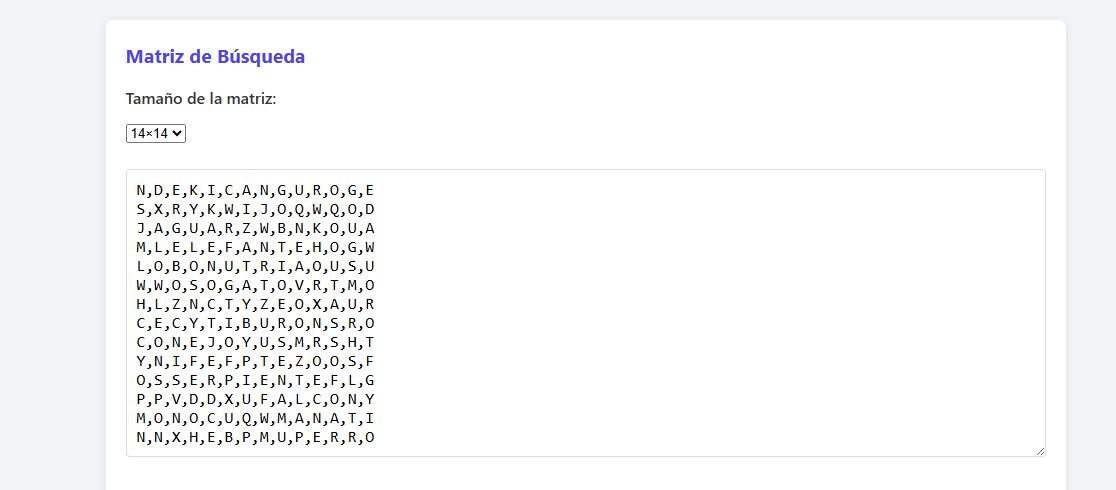 Matriz de Búsqueda
Tamaño de la matriz:
14×14
N,D,E,K,I,C,A,N,G,U,R,O,G,E
S,X,R,Y,K,W,I,J,O,Q,W,Q,O,D
J,A,G,U,A,R,Z,W,B,N,K,O,U,A
M,L,E,L,E,F,A,N,T,E,H,O,G,W
L,O,B,O,N,U,T,R,I,A,O,U,S,U
W,W,O,S,O,G,A,T,O,V,R,T,M,O
H,L,Z,N,C,T,Y,Z,E,O,X,A,U,R
C,E,C,Y,T,I,B,U,R,O,N,S,R,O
C,O,N,E,J,O,Y,U,S,M,R,S,H,T
Y,N,I,F,E,F,P,T,E,Z,O,O,S,F
O,S,S,E,R,P,I,E,N,T,E,F,L,G
P,P,V,D,D,X,U,F,A,L,C,O,N,Y
M,O,N,O,C,U,Q,W,M,A,N,A,T,I
N,N,X,H,E,B,P,M,U,P,E,R,R,O